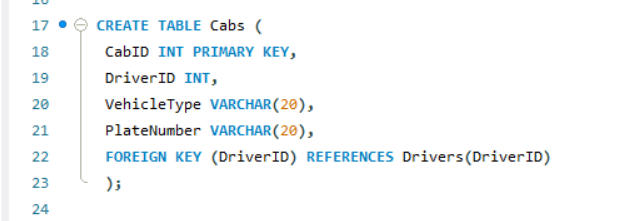 17 CREATE TABLE Cabs (
18 CabID INT PRIMARY KEY,
19 DriverID INT,
20 VehicleType VARCHAR(20),
21 PlateNumber VARCHAR(20),
22 FOREIGN KEY (DriverID) REFERENCES Drivers(DriverID)
23 );
24